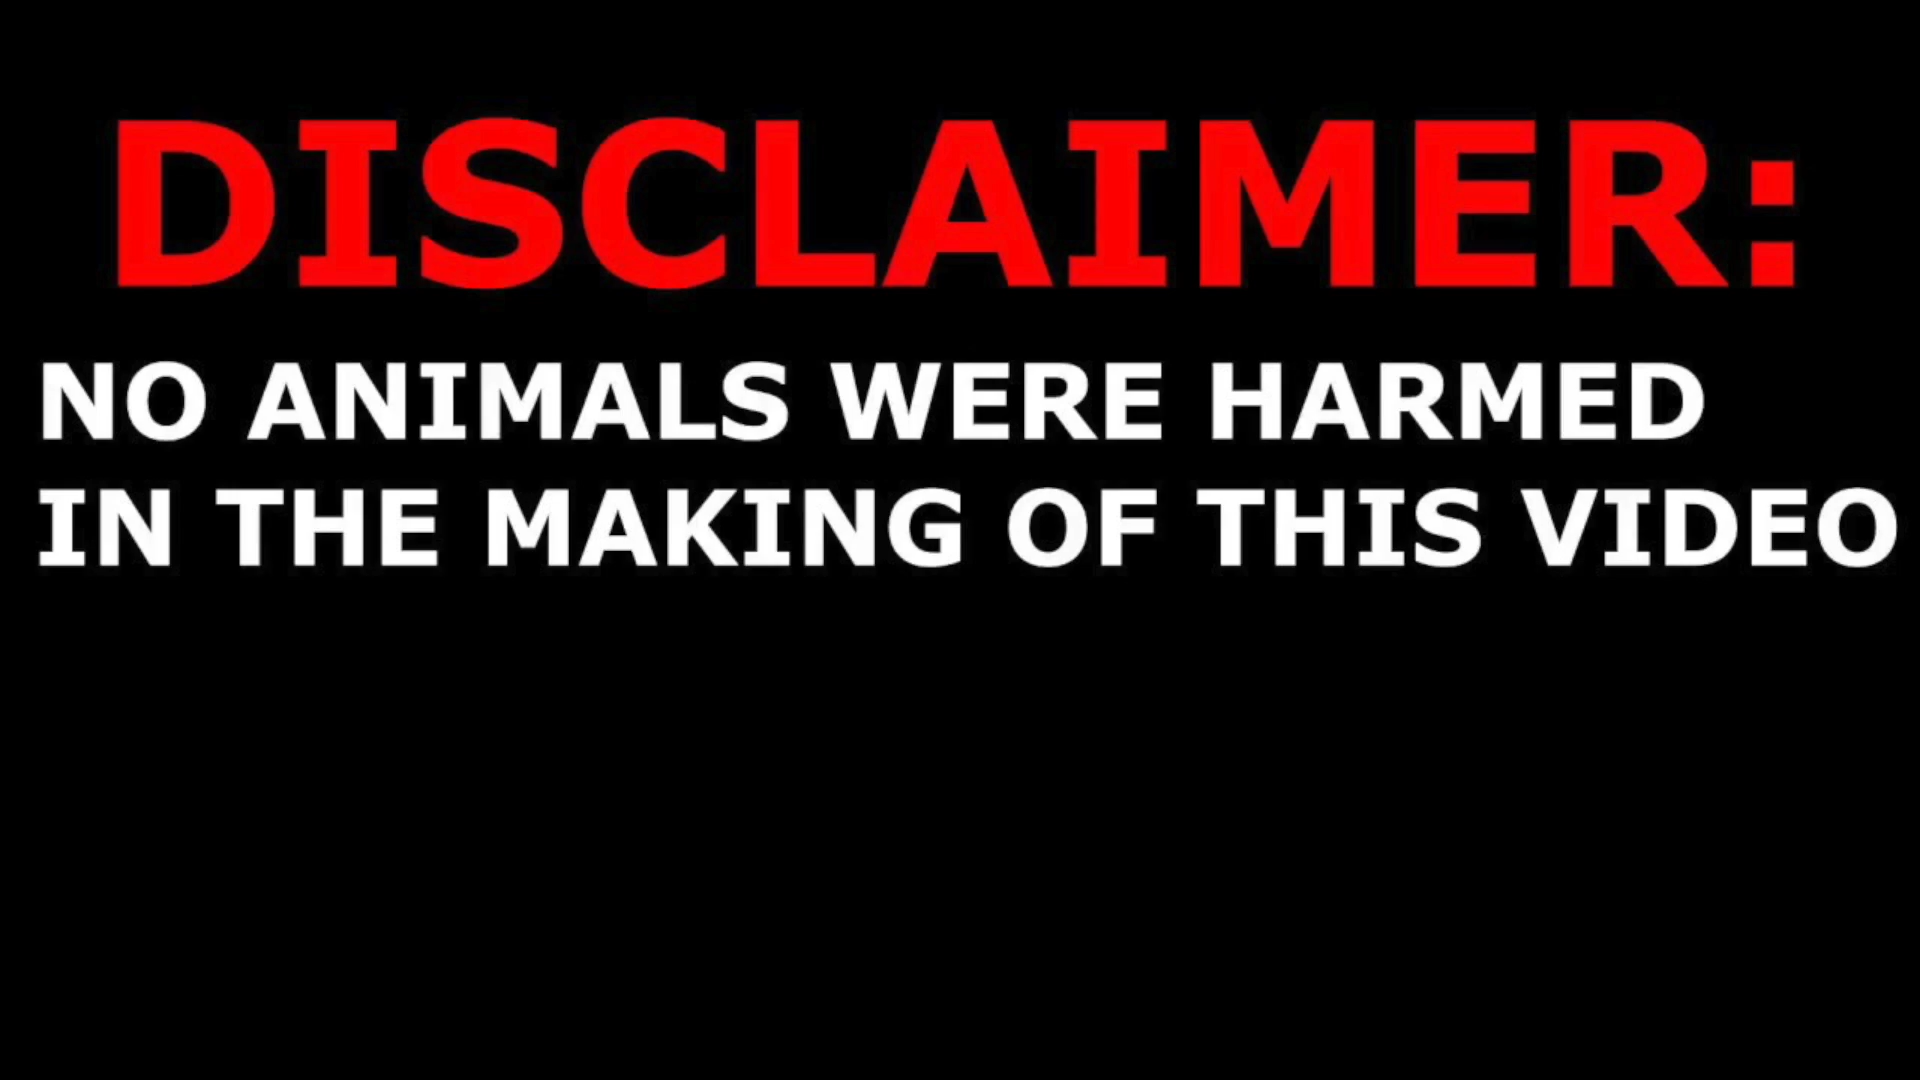 DISCLAIMER:
NO ANIMALS WERE HARMED
IN THE MAKING OF THIS VIDEO